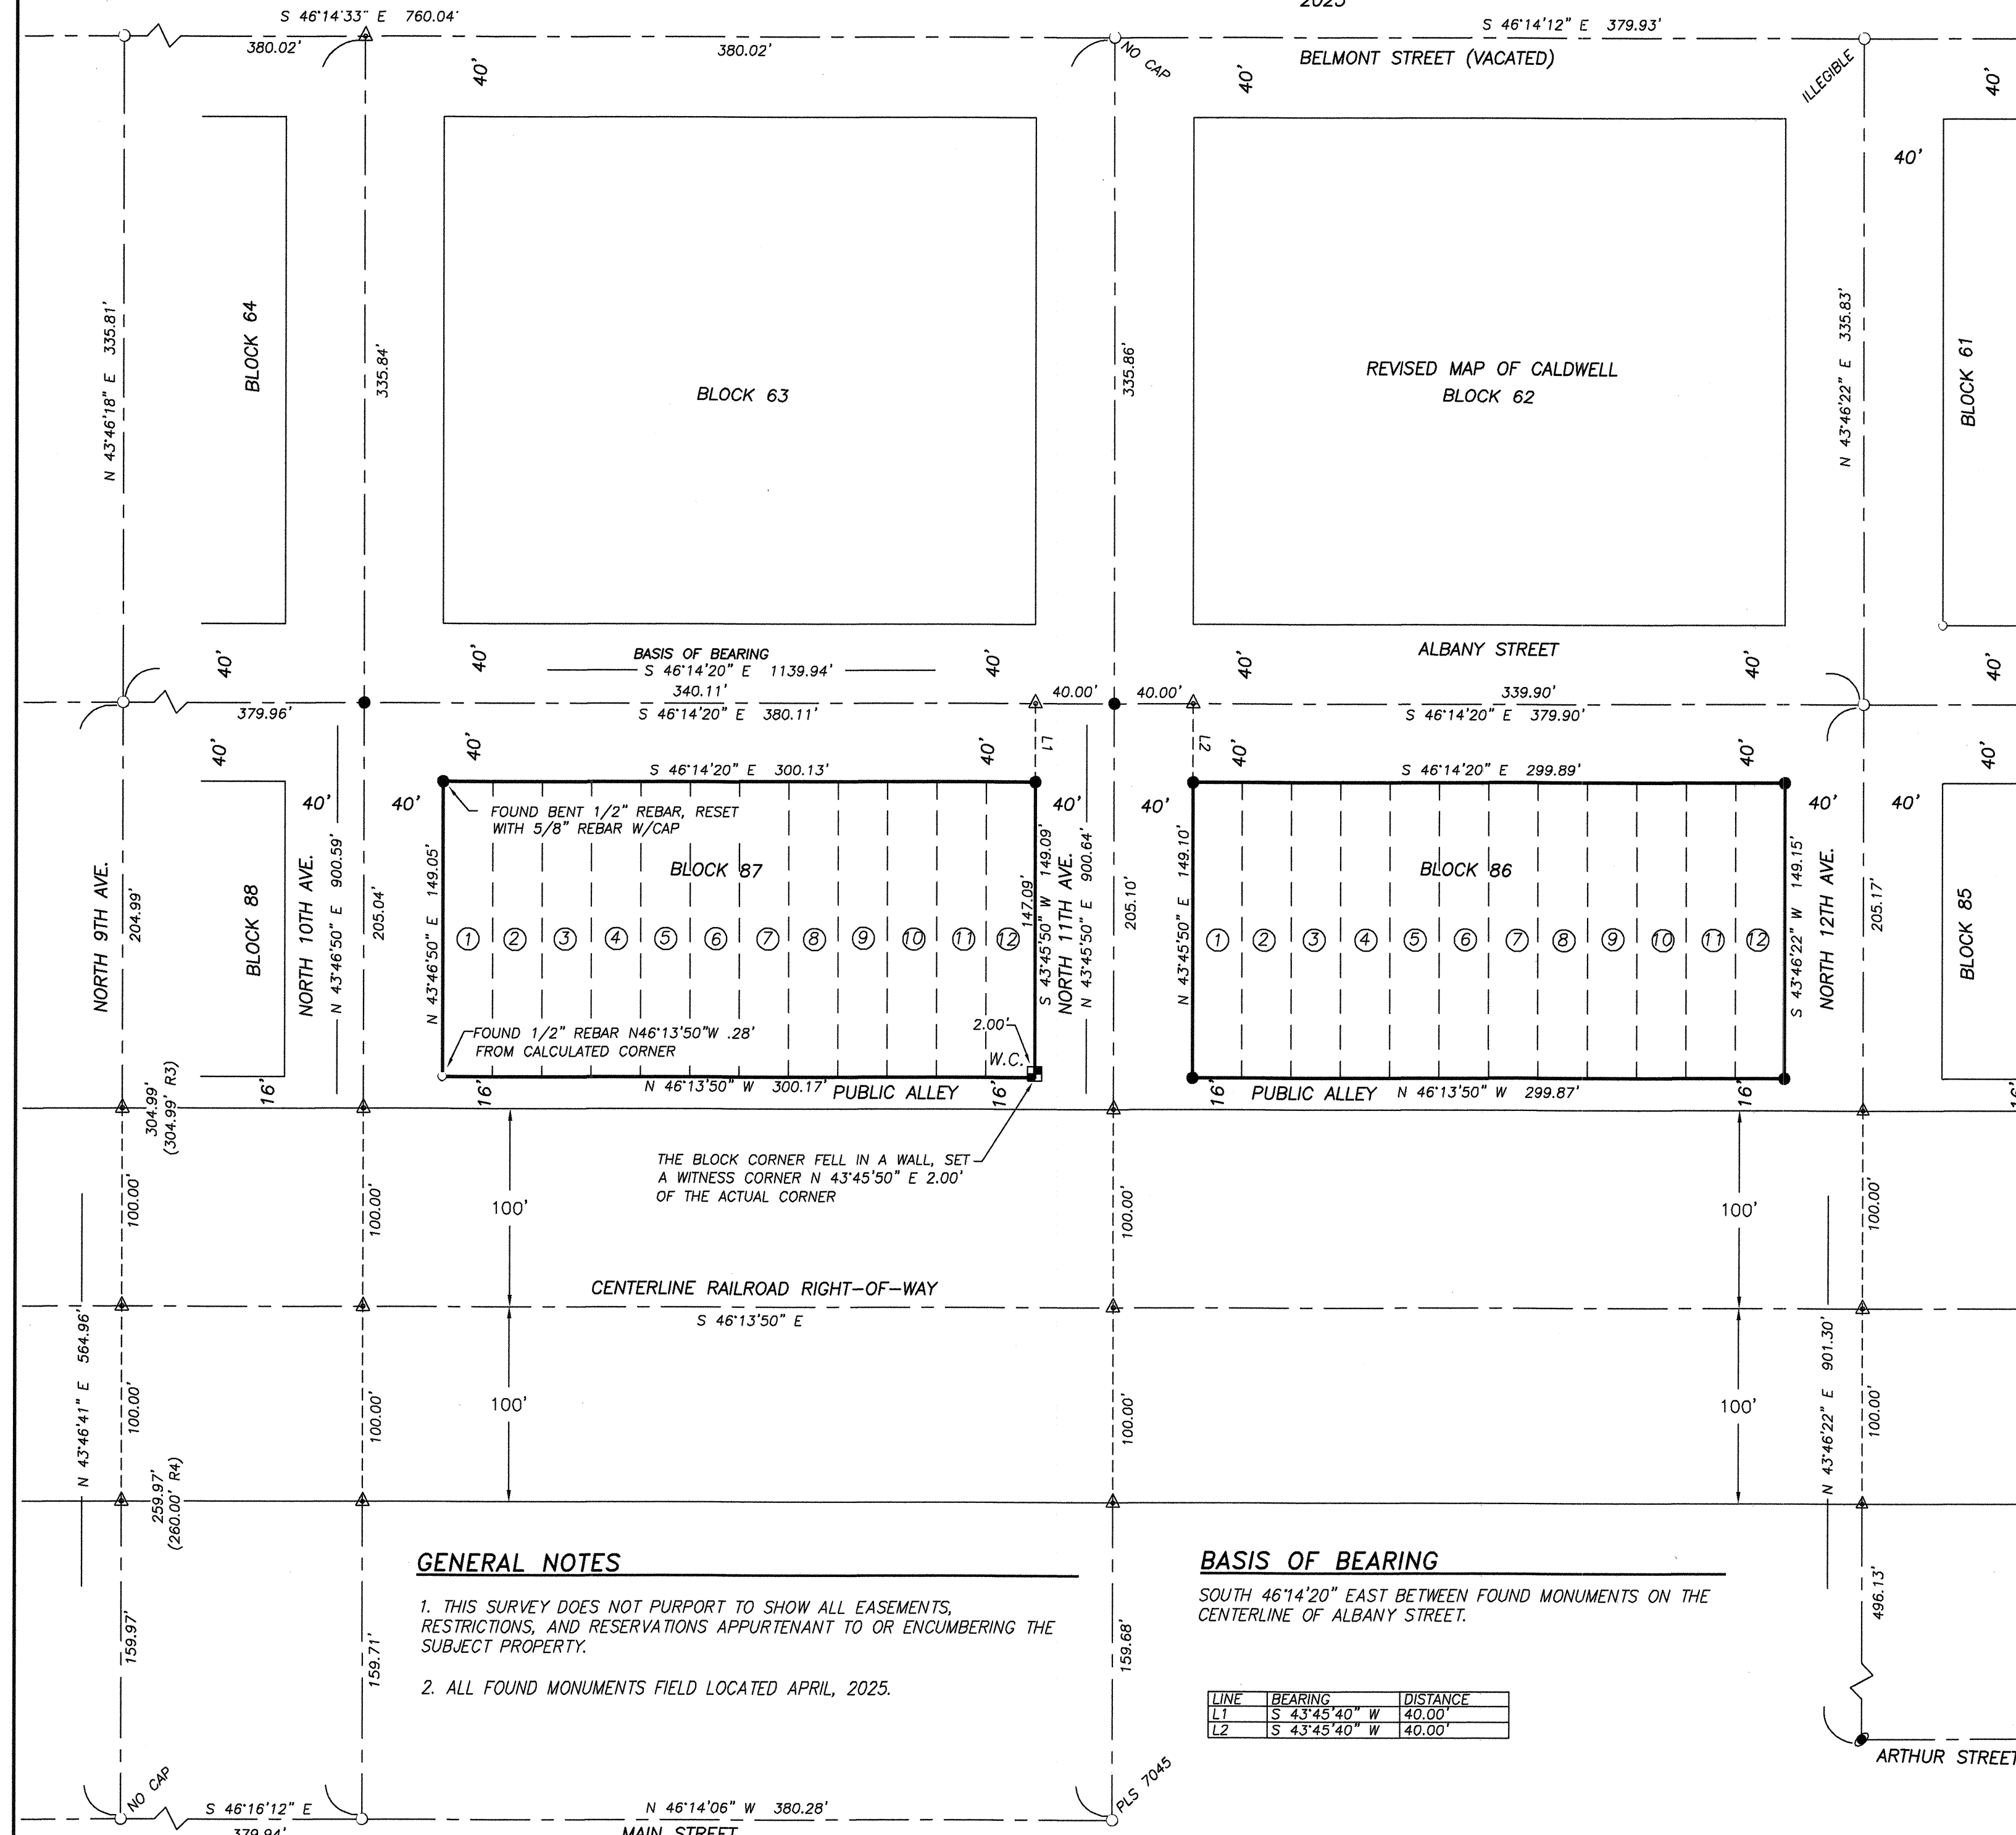 2025
S 46°14'33" E 760.04'
380.02'
380.02'
S 46°14'12" E 379.93'
BELMONT STREET (VACATED)
NO CAP
ILLEGIBLE
40'
40'
40'
40'
N 43°46'18" E 335.81'
BLOCK 64
335.84'
BLOCK 63
335.86'
REVISED MAP OF CALDWELL
BLOCK 62
N 43°46'22" E 335.83'
BLOCK 61
40'
40'
BASIS OF BEARING
S 46°14'20" E 1139.94'
40'
40'
ALBANY STREET
40'
40'
379.96'
340.11'
S 46°14'20" E 380.11'
40.00'
40.00'
339.90'
S 46°14'20" E 379.90'
40'
40'
40'
L1
L2
40'
40'
40'
S 46°14'20" E 300.13'
S 46°14'20" E 299.89'
40'
40'
40'
40'
40'
40'
FOUND BENT 1/2" REBAR, RESET
WITH 5/8" REBAR W/CAP
NORTH 9TH AVE.
204.99'
BLOCK 88
NORTH 10TH AVE.
N 43°46'50" E 900.59'
205.04'
N 43°46'50" E 149.05'
BLOCK 87
1 2 3 4 5 6 7 8 9 10 11 12
147.09'
S 43°45'50" W 149.09'
NORTH 11TH AVE.
N 43°45'50" E 900.64'
205.10'
N 43°45'50" E 149.10'
BLOCK 86
1 2 3 4 5 6 7 8 9 10 11 12
S 43°46'22" W 149.15'
NORTH 12TH AVE.
205.17'
BLOCK 85
FOUND 1/2" REBAR N46°13'50"W .28'
FROM CALCULATED CORNER
2.00'
W.C.
16'
16'
N 46°13'50" W 300.17'
PUBLIC ALLEY
16'
16'
PUBLIC ALLEY
N 46°13'50" W 299.87'
16'
16'
304.99'
(304.99' R3)
THE BLOCK CORNER FELL IN A WALL, SET
A WITNESS CORNER N 43°45'50" E 2.00'
OF THE ACTUAL CORNER
100.00'
100.00'
100'
100.00'
100'
100.00'
CENTERLINE RAILROAD RIGHT-OF-WAY
S 46°13'50" E
N 43°46'41" E 564.96'
100.00'
100.00'
100'
100.00'
100'
N 43°46'22" E 901.30'
100.00'
259.97'
(260.00' R4)
GENERAL NOTES
1. THIS SURVEY DOES NOT PURPORT TO SHOW ALL EASEMENTS,
RESTRICTIONS, AND RESERVATIONS APPURTENANT TO OR ENCUMBERING THE
SUBJECT PROPERTY.
2. ALL FOUND MONUMENTS FIELD LOCATED APRIL, 2025.
BASIS OF BEARING
SOUTH 46°14'20" EAST BETWEEN FOUND MONUMENTS ON THE
CENTERLINE OF ALBANY STREET.
LINE BEARING DISTANCE
L1 S 43°45'40" W 40.00'
L2 S 43°45'40" W 40.00'
159.97'
159.71'
159.68'
496.13'
ARTHUR STREET
NO CAP
PLS 7045
S 46°16'12" E
379.94'
N 46°14'06" W 380.28'
MAIN STREET